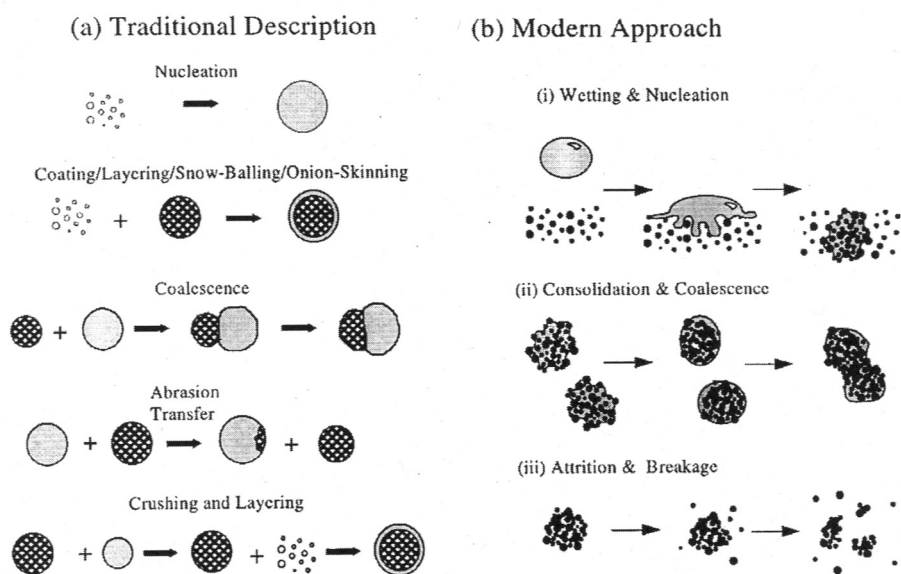 (a) Traditional Description
Nucleation
Coating/Layering/Snow-Balling/Onion-Skinning
+
Coalescence
+
Abrasion
Transfer
+ +
Crushing and Layering
+ +
(b) Modern Approach
(i) Wetting & Nucleation
(ii) Consolidation & Coalescence
(iii) Attrition & Breakage